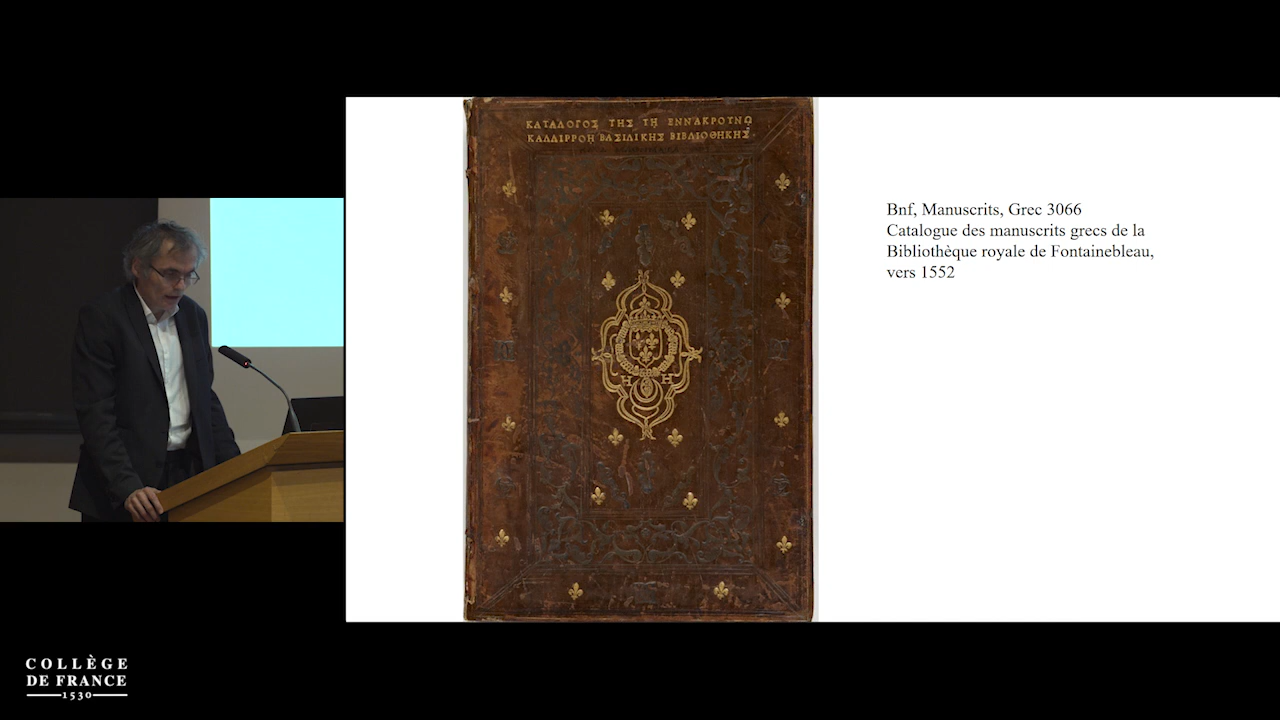 ΚΑΤΑΛΟΓΟΣ ΤΗΣ ΤΗ ΕΝΝΑΚΡΟΥΝΩ
ΚΑΛΛΙΡΡΟΗ ΒΑΣΙΛΙΚΗΣ ΒΙΒΛΙΟΘΗΚΗΣ
H H
Bnf, Manuscrits, Grec 3066
Catalogue des manuscrits grecs de la
Bibliothèque royale de Fontainebleau,
vers 1552
COLLÈGE
DE FRANCE
1530